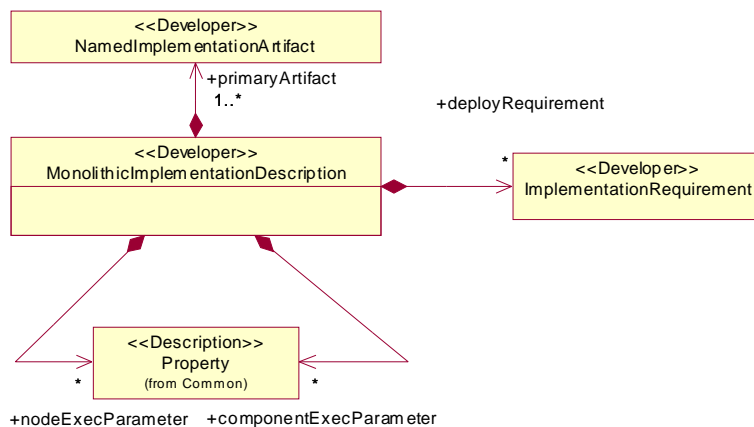 <<Developer>>
NamedImplementationArtifact
+primaryArtifact
1..*
+deployRequirement
<<Developer>>
MonolithicImplementationDescription
*
<<Developer>>
ImplementationRequirement
<<Description>>
Property
(from Common)
*
*
+nodeExecParameter
+componentExecParameter